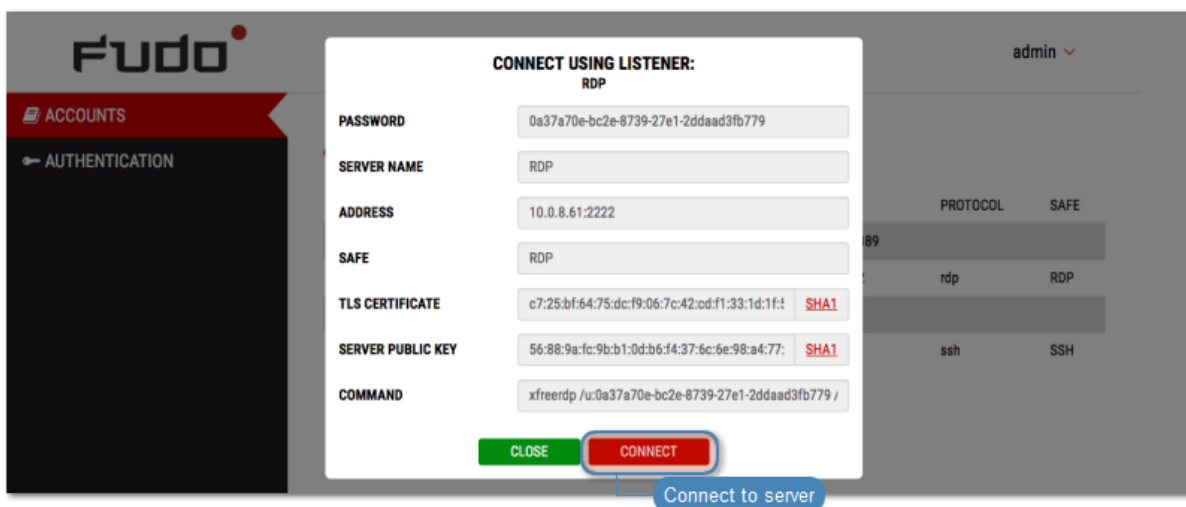 Fudo
admin
ACCOUNTS
AUTHENTICATION
CONNECT USING LISTENER:
RDP
PASSWORD 0a37a70e-bc2e-8739-27e1-2ddaad3fb779
SERVER NAME RDP
ADDRESS 10.0.8.61:2222
SAFE RDP
TLS CERTIFICATE c7:25:bf:64:75:dc:f9:06:7c:42:cd:f1:33:1d:1f: SHA1
SERVER PUBLIC KEY 56:88:9a:fc:9b:b1:0d:b6:f4:37:6c:6e:98:a4:77: SHA1
COMMAND xfreerdp /u:0a37a70e-bc2e-8739-27e1-2ddaad3fb779 /
CLOSE CONNECT
Connect to server
PROTOCOL SAFE
389
rdp RDP
ssh SSH